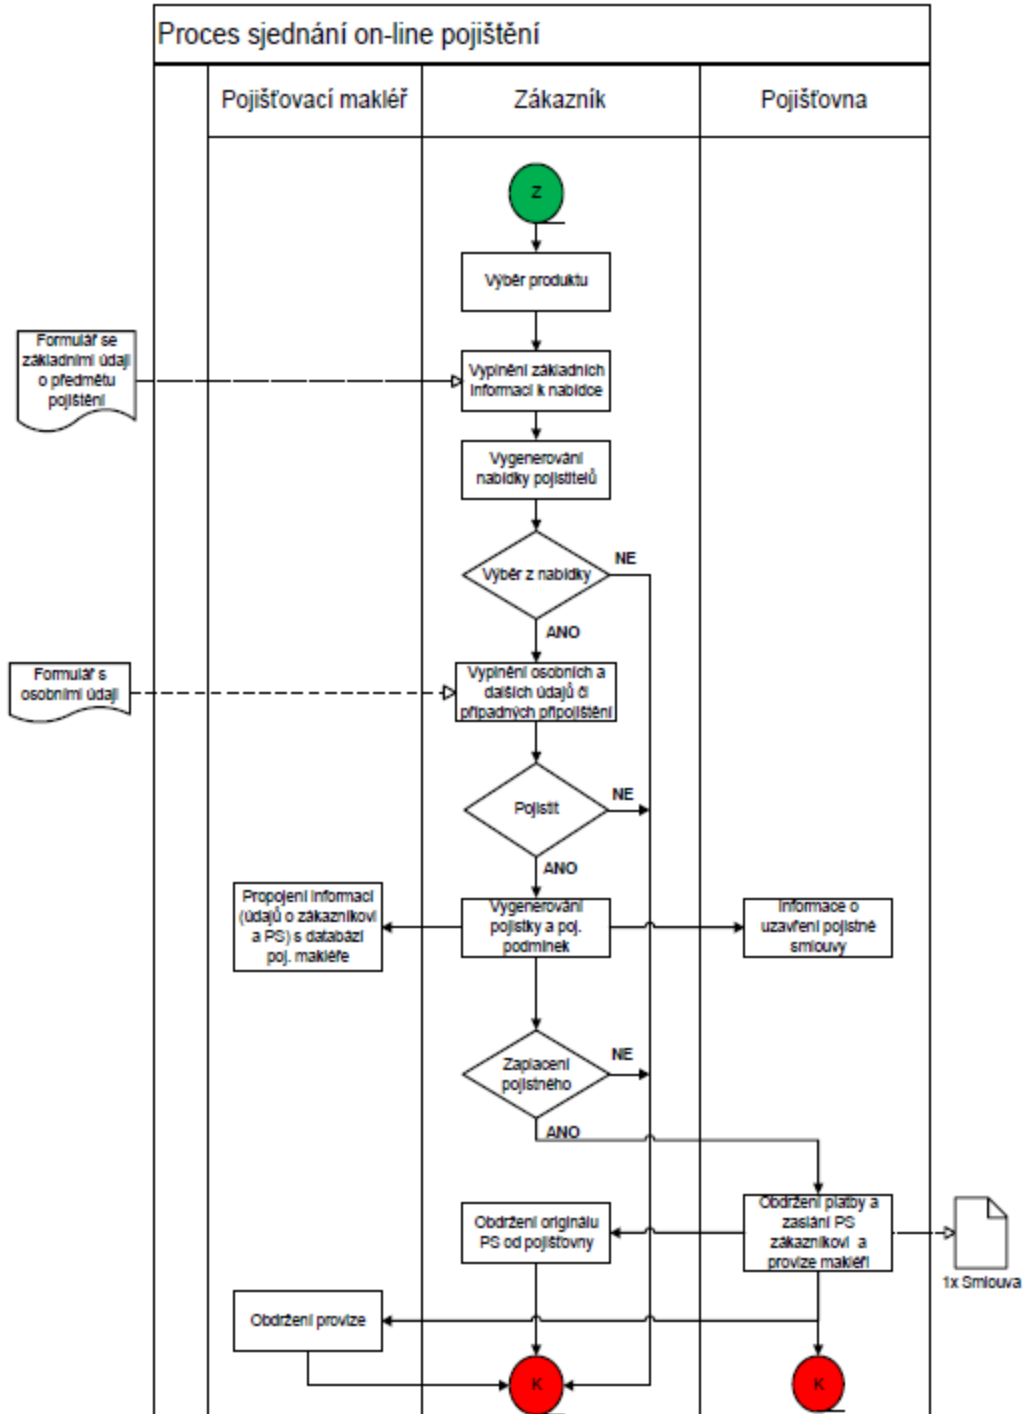 Proces sjednání on-line pojištění
Pojišťovací makléř
Zákazník
Pojišťovna
Z
Výběr produktu
Formulář se
základními údaji
o předmětu
pojištění
Vyplnění základních
informací k nabídce
Vygenerování
nabídky pojistitelů
Výběr z nabídky
NE
ANO
Formulář s
osobními údaji
Vyplnění osobních a
dalších údajů či
případných připojištění
Pojistit
NE
ANO
Propojení informací
(údajů o zákazníkovi
a PS) s databází
poj. makléře
Vygenerování
pojistky a poj.
podmínek
Informace o
uzavření pojistné
smlouvy
Zaplacení
pojistného
NE
ANO
Obdržení originálu
PS od pojišťovny
Obdržení platby a
zaslání PS
zákazníkovi a
provize makléři
1x Smlouva
Obdržení provize
K
K